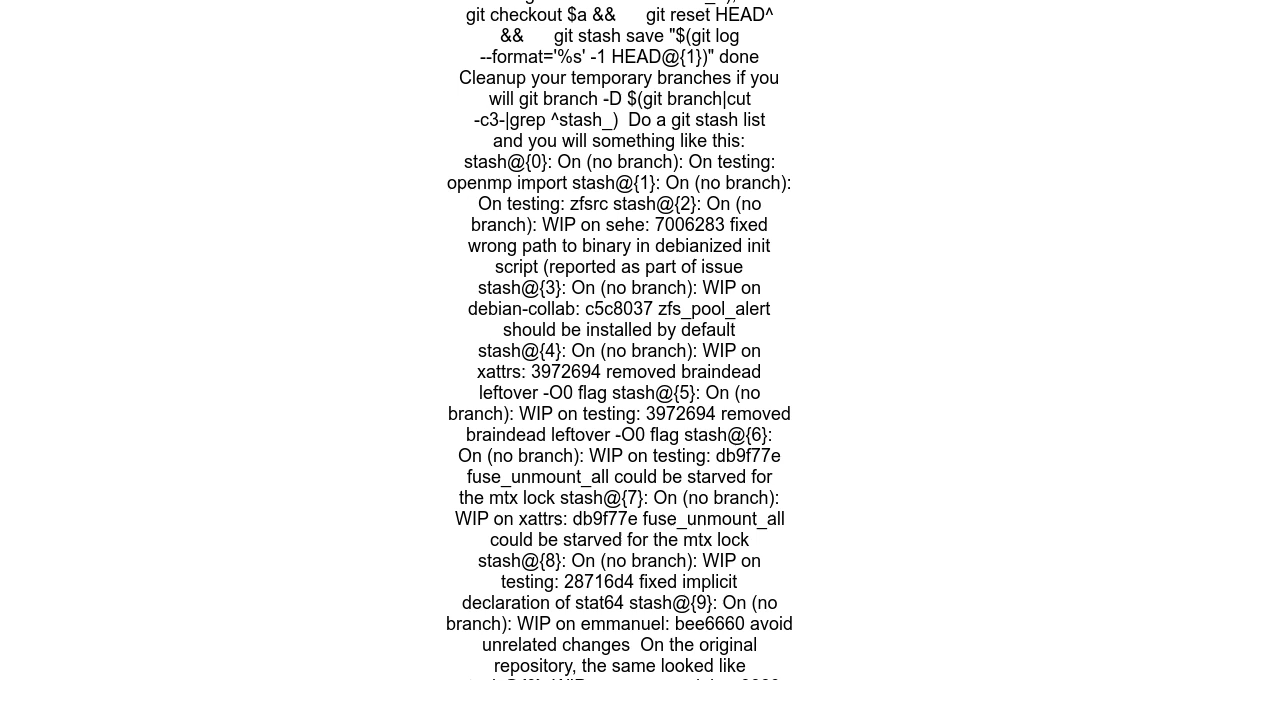 git checkout $a &&      git reset HEAD^
&&      git stash save "$(git log
--format='%s' -1 HEAD@{1})" done
Cleanup your temporary branches if you
will git branch -D $(git branch|cut
-c3-|grep ^stash_)  Do a git stash list
and you will something like this:
stash@{0}: On (no branch): On testing:
openmp import stash@{1}: On (no branch):
On testing: zfsrc stash@{2}: On (no
branch): WIP on sehe: 7006283 fixed
wrong path to binary in debianized init
script (reported as part of issue
stash@{3}: On (no branch): WIP on
debian-collab: c5c8037 zfs_pool_alert
should be installed by default
stash@{4}: On (no branch): WIP on
xattrs: 3972694 removed braindead
leftover -O0 flag stash@{5}: On (no
branch): WIP on testing: 3972694 removed
braindead leftover -O0 flag stash@{6}:
On (no branch): WIP on testing: db9f77e
fuse_unmount_all could be starved for
the mtx lock stash@{7}: On (no branch):
WIP on xattrs: db9f77e fuse_unmount_all
could be starved for the mtx lock
stash@{8}: On (no branch): WIP on
testing: 28716d4 fixed implicit
declaration of stat64 stash@{9}: On (no
branch): WIP on emmanuel: bee6660 avoid
unrelated changes  On the original
repository, the same looked like